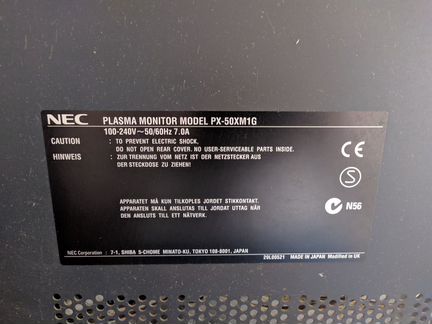 NEC PLASMA MONITOR MODEL PX-50XM1G
100-240V~50/60Hz 7.0A
CAUTION : TO PREVENT ELECTRIC SHOCK,
DO NOT OPEN REAR COVER. NO USER-SERVICEABLE PARTS INSIDE.
HINWEIS : ZUR TRENNUNG VOM NETZ IST DER NETZSTECKER AUS
DER STECKDOSE ZU ZIEHEN!
CE
S
APPARATET MÅ KUN TILKOPLES JORDET STIKKONTAKT.
APPARATEN SKALL ANSLUTAS TILL JORDAT UTTAG NÄR
DEN ANSLUTS TILL ETT NÄTVERK.
N56
NEC Corporation / 7-1, SHIBA 5-CHOME MINATO-KU, TOKYO 108-8001, JAPAN
29L00521 MADE IN JAPAN Modified in UK